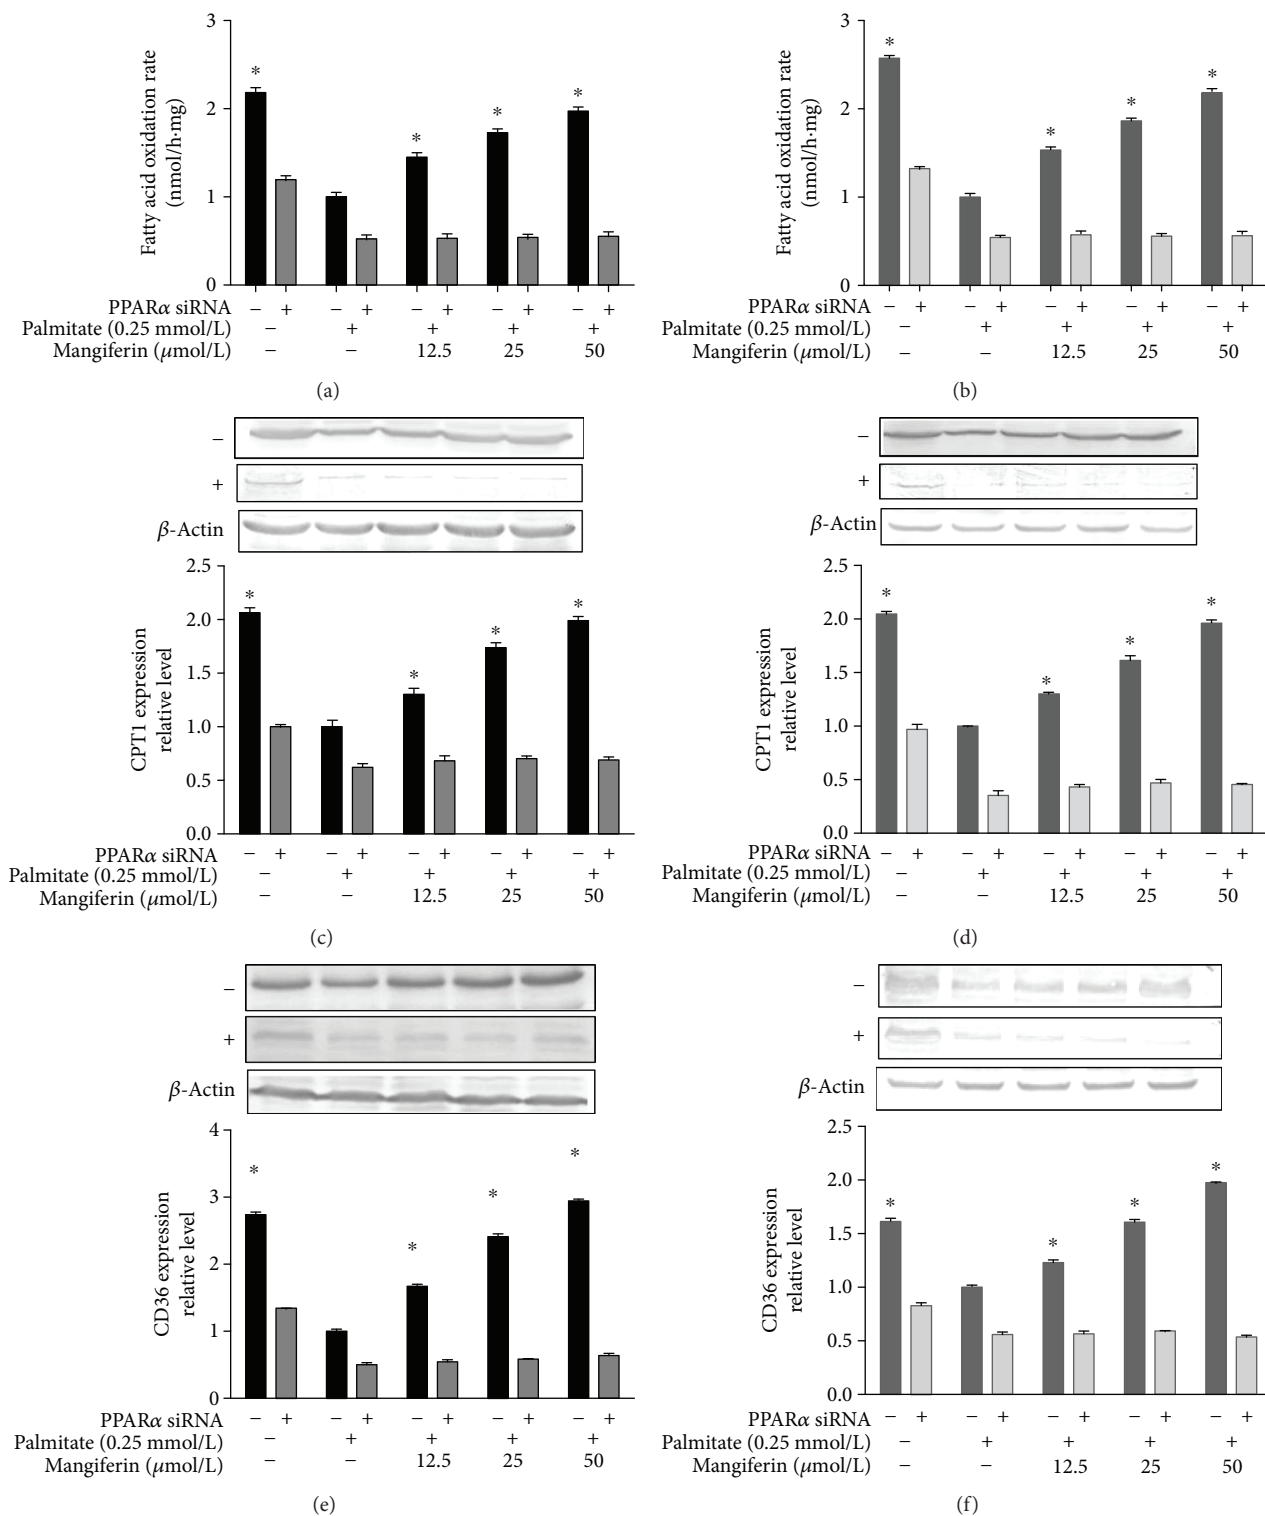 3
2
1
0
Fatty acid oxidation rate
(nmol/h·mg)
* * * *
PPARα siRNA − + − + − + − + − +
Palmitate (0.25 mmol/L) − + + + +
Mangiferin (μmol/L) − − 12.5 25 50
(a)
3
2
1
0
Fatty acid oxidation rate
(nmol/h·mg)
* * * *
PPARα siRNA − + − + − + − + − +
Palmitate (0.25 mmol/L) − + + + +
Mangiferin (μmol/L) − − 12.5 25 50
(b)
−
+
β-Actin
2.5
2.0
1.5
1.0
0.5
0.0
CPT1 expression
relative level
* * * *
PPARα siRNA − + − + − + − + − +
Palmitate (0.25 mmol/L) − + + + +
Mangiferin (μmol/L) − − 12.5 25 50
(c)
−
+
β-Actin
2.5
2.0
1.5
1.0
0.5
0.0
CPT1 expression
relative level
* * * *
PPARα siRNA − + − + − + − + − +
Palmitate (0.25 mmol/L) − + + + +
Mangiferin (μmol/L) − − 12.5 25 50
(d)
−
+
β-Actin
4
3
2
1
0
CD36 expression
relative level
* * * *
PPARα siRNA − + − + − + − + − +
Palmitate (0.25 mmol/L) − + + + +
Mangiferin (μmol/L) − − 12.5 25 50
(e)
−
+
β-Actin
2.5
2.0
1.5
1.0
0.5
0.0
CD36 expression
relative level
* * * *
PPARα siRNA − + − + − + − + − +
Palmitate (0.25 mmol/L) − + + + +
Mangiferin (μmol/L) − − 12.5 25 50
(f)